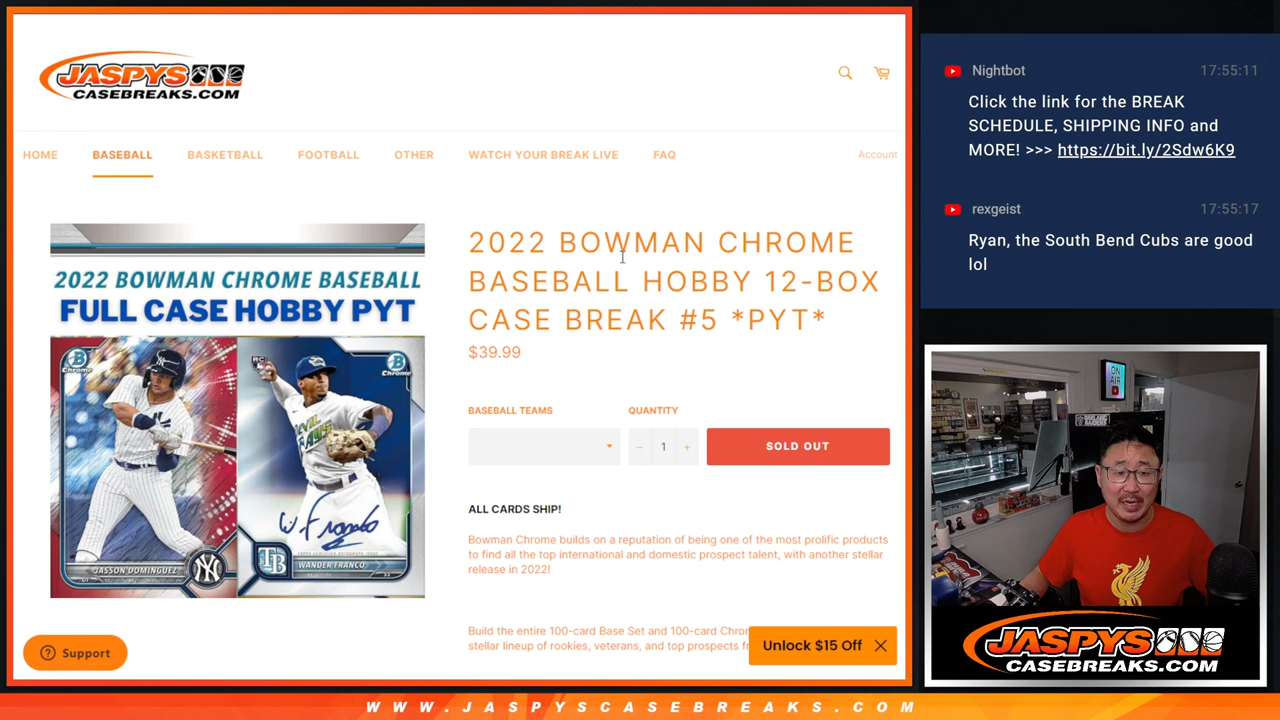 JASPYS
CASEBREAKS.COM
HOME
BASEBALL
BASKETBALL
FOOTBALL
OTHER
WATCH YOUR BREAK LIVE
FAQ
Account
2022 BOWMAN CHROME BASEBALL
FULL CASE HOBBY PYT
Chrome
RC
Chrome
JASSON DOMINGUEZ
TB
WANDER FRANCO
2022 BOWMAN CHROME
BASEBALL HOBBY 12-BOX
CASE BREAK #5 *PYT*
$39.99
BASEBALL TEAMS
QUANTITY
− 1 +
SOLD OUT
ALL CARDS SHIP!
Bowman Chrome builds on a reputation of being one of the most prolific products
to find all the top international and domestic prospect talent, with another stellar
release in 2022!
Build the entire 100-card Base Set and 100-card Chrom
stellar lineup of rookies, veterans, and top prospects fr
Unlock $15 Off
Support
Nightbot
17:55:11
Click the link for the BREAK
SCHEDULE, SHIPPING INFO and
MORE! >>> https://bit.ly/2Sdw6K9
rexgeist
17:55:17
Ryan, the South Bend Cubs are good
lol
ON
AIR
JASPYS
CASEBREAKS.COM
WWW.JASPYSCASEBREAKS.COM